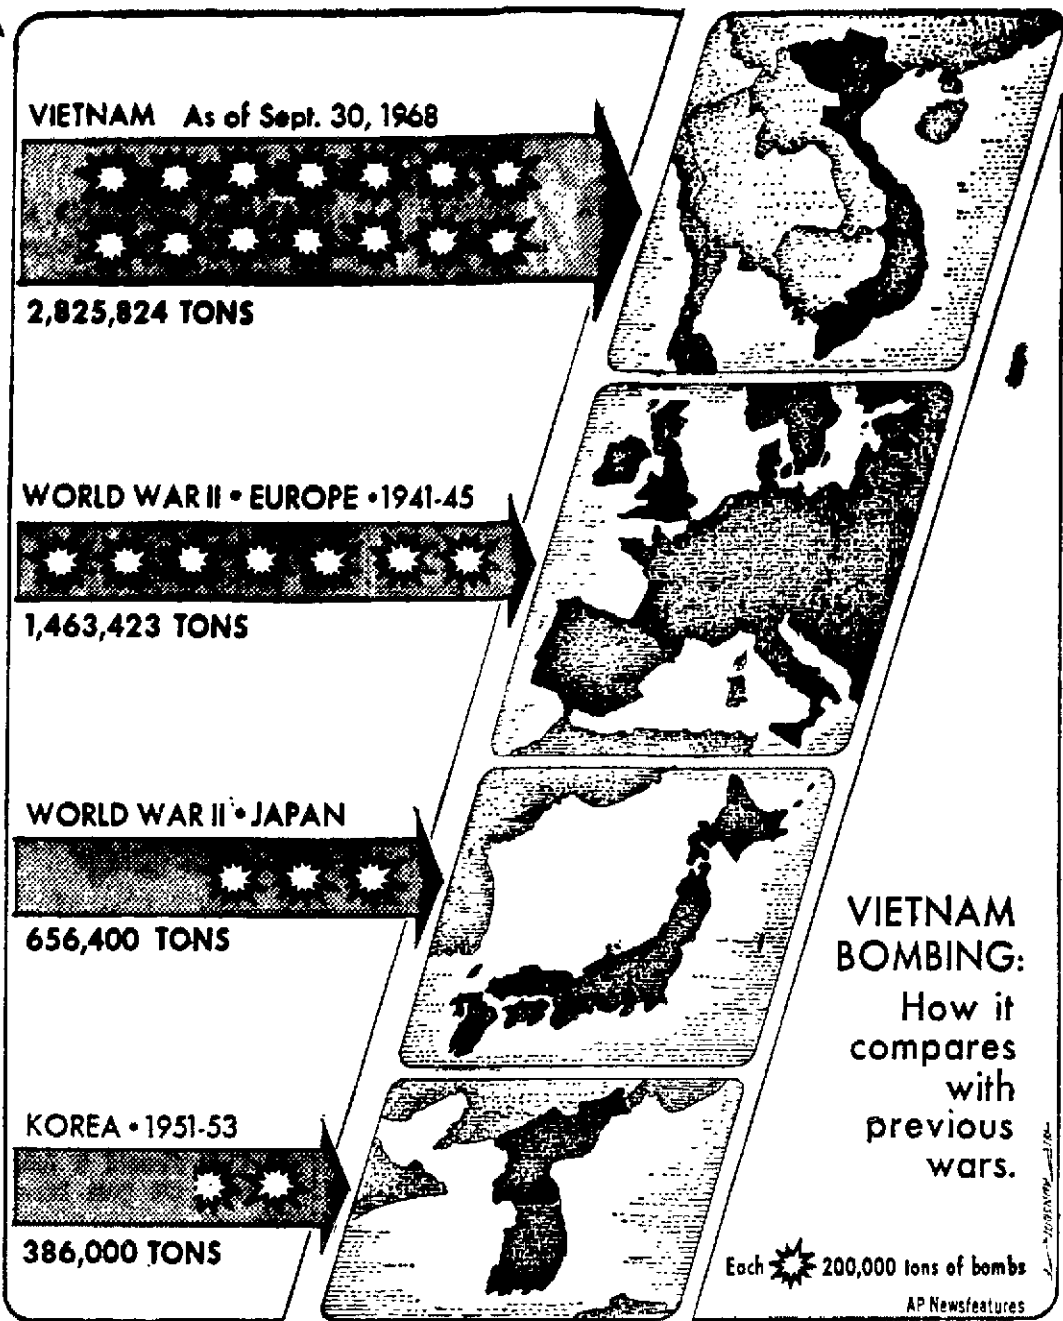 VIETNAM As of Sept. 30, 1968
2,825,824 TONS
WORLD WAR II • EUROPE • 1941-45
1,463,423 TONS
WORLD WAR II • JAPAN
656,400 TONS
KOREA • 1951-53
386,000 TONS
VIETNAM
BOMBING:
How it
compares
with
previous
wars.
Each 200,000 tons of bombs
AP Newsfeatures